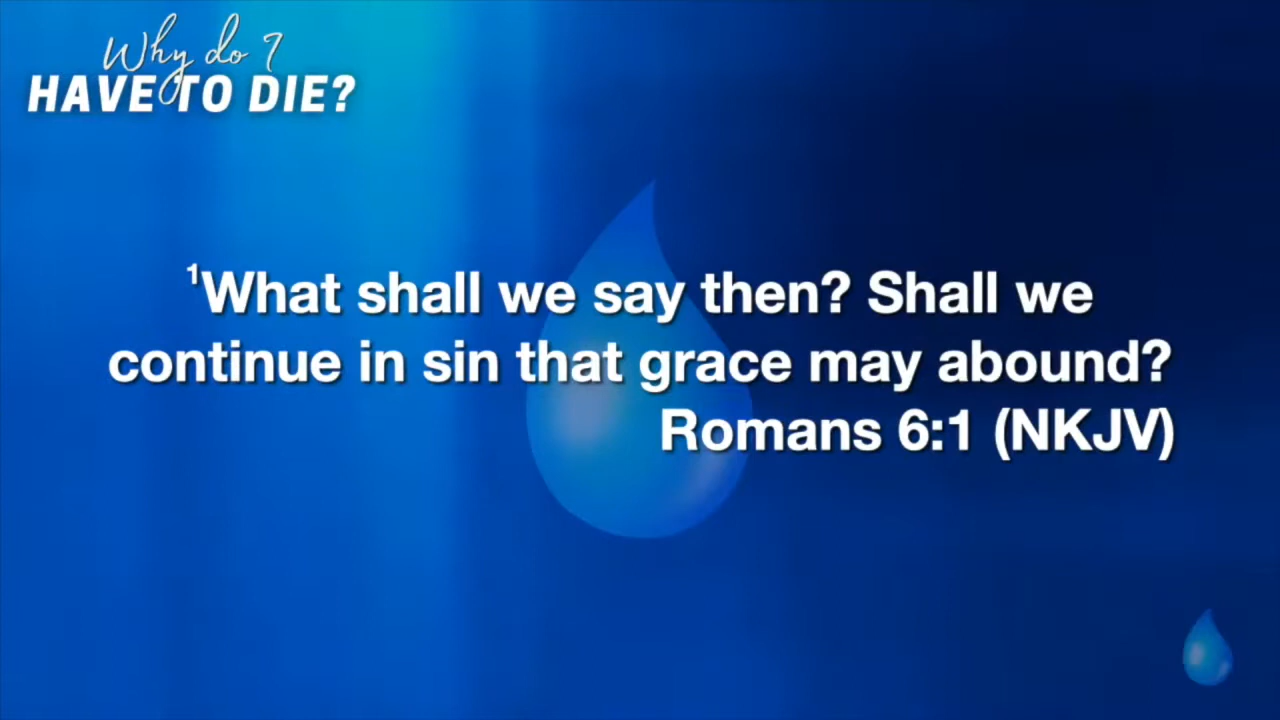 Why do I
HAVE TO DIE?
¹What shall we say then? Shall we
continue in sin that grace may abound?
Romans 6:1 (NKJV)